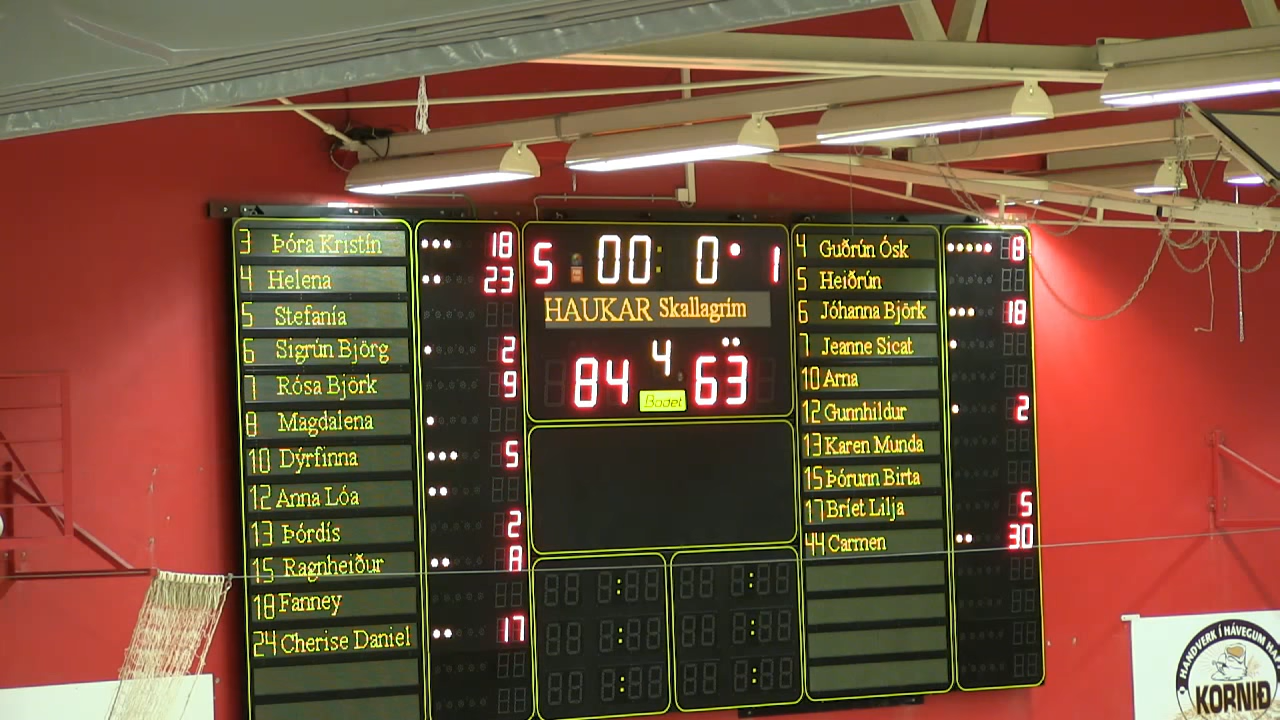 3 Þóra Kristín 18
4 Helena 23
5 Stefanía
6 Sigrún Björg 2
7 Rósa Björk 9
8 Magdalena
10 Dýrfinna 5
12 Anna Lóa
13 Þórdís 2
15 Ragnheiður 8
18 Fanney
24 Cherise Daniel 17
5 00:0 1
HAUKAR Skallagrím
4
84 63
Bodet
4 Guðrún Ósk 8
5 Heiðrún
6 Jóhanna Björk 18
7 Jeanne Sicat
10 Arna
12 Gunnhildur 2
13 Karen Munda
15 Þórunn Birta
17 Bríet Lilja 5
44 Carmen 30
HANDVERK Í HÁVEGUM HA
KORNIÐ